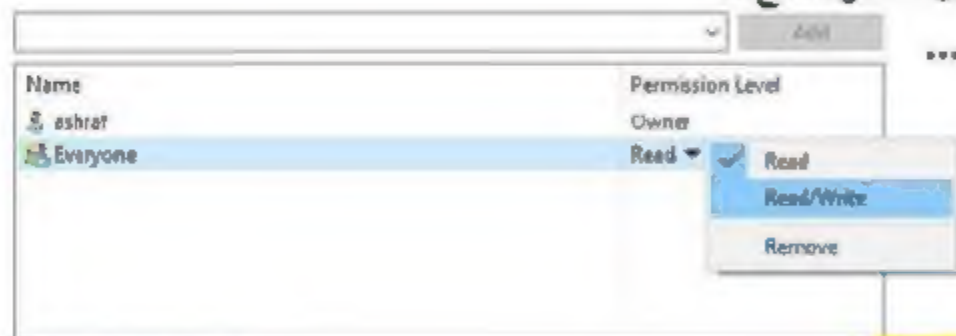 Add
Name Permission Level
ashraf Owner
Everyone Read Read
Read/Write
Remove